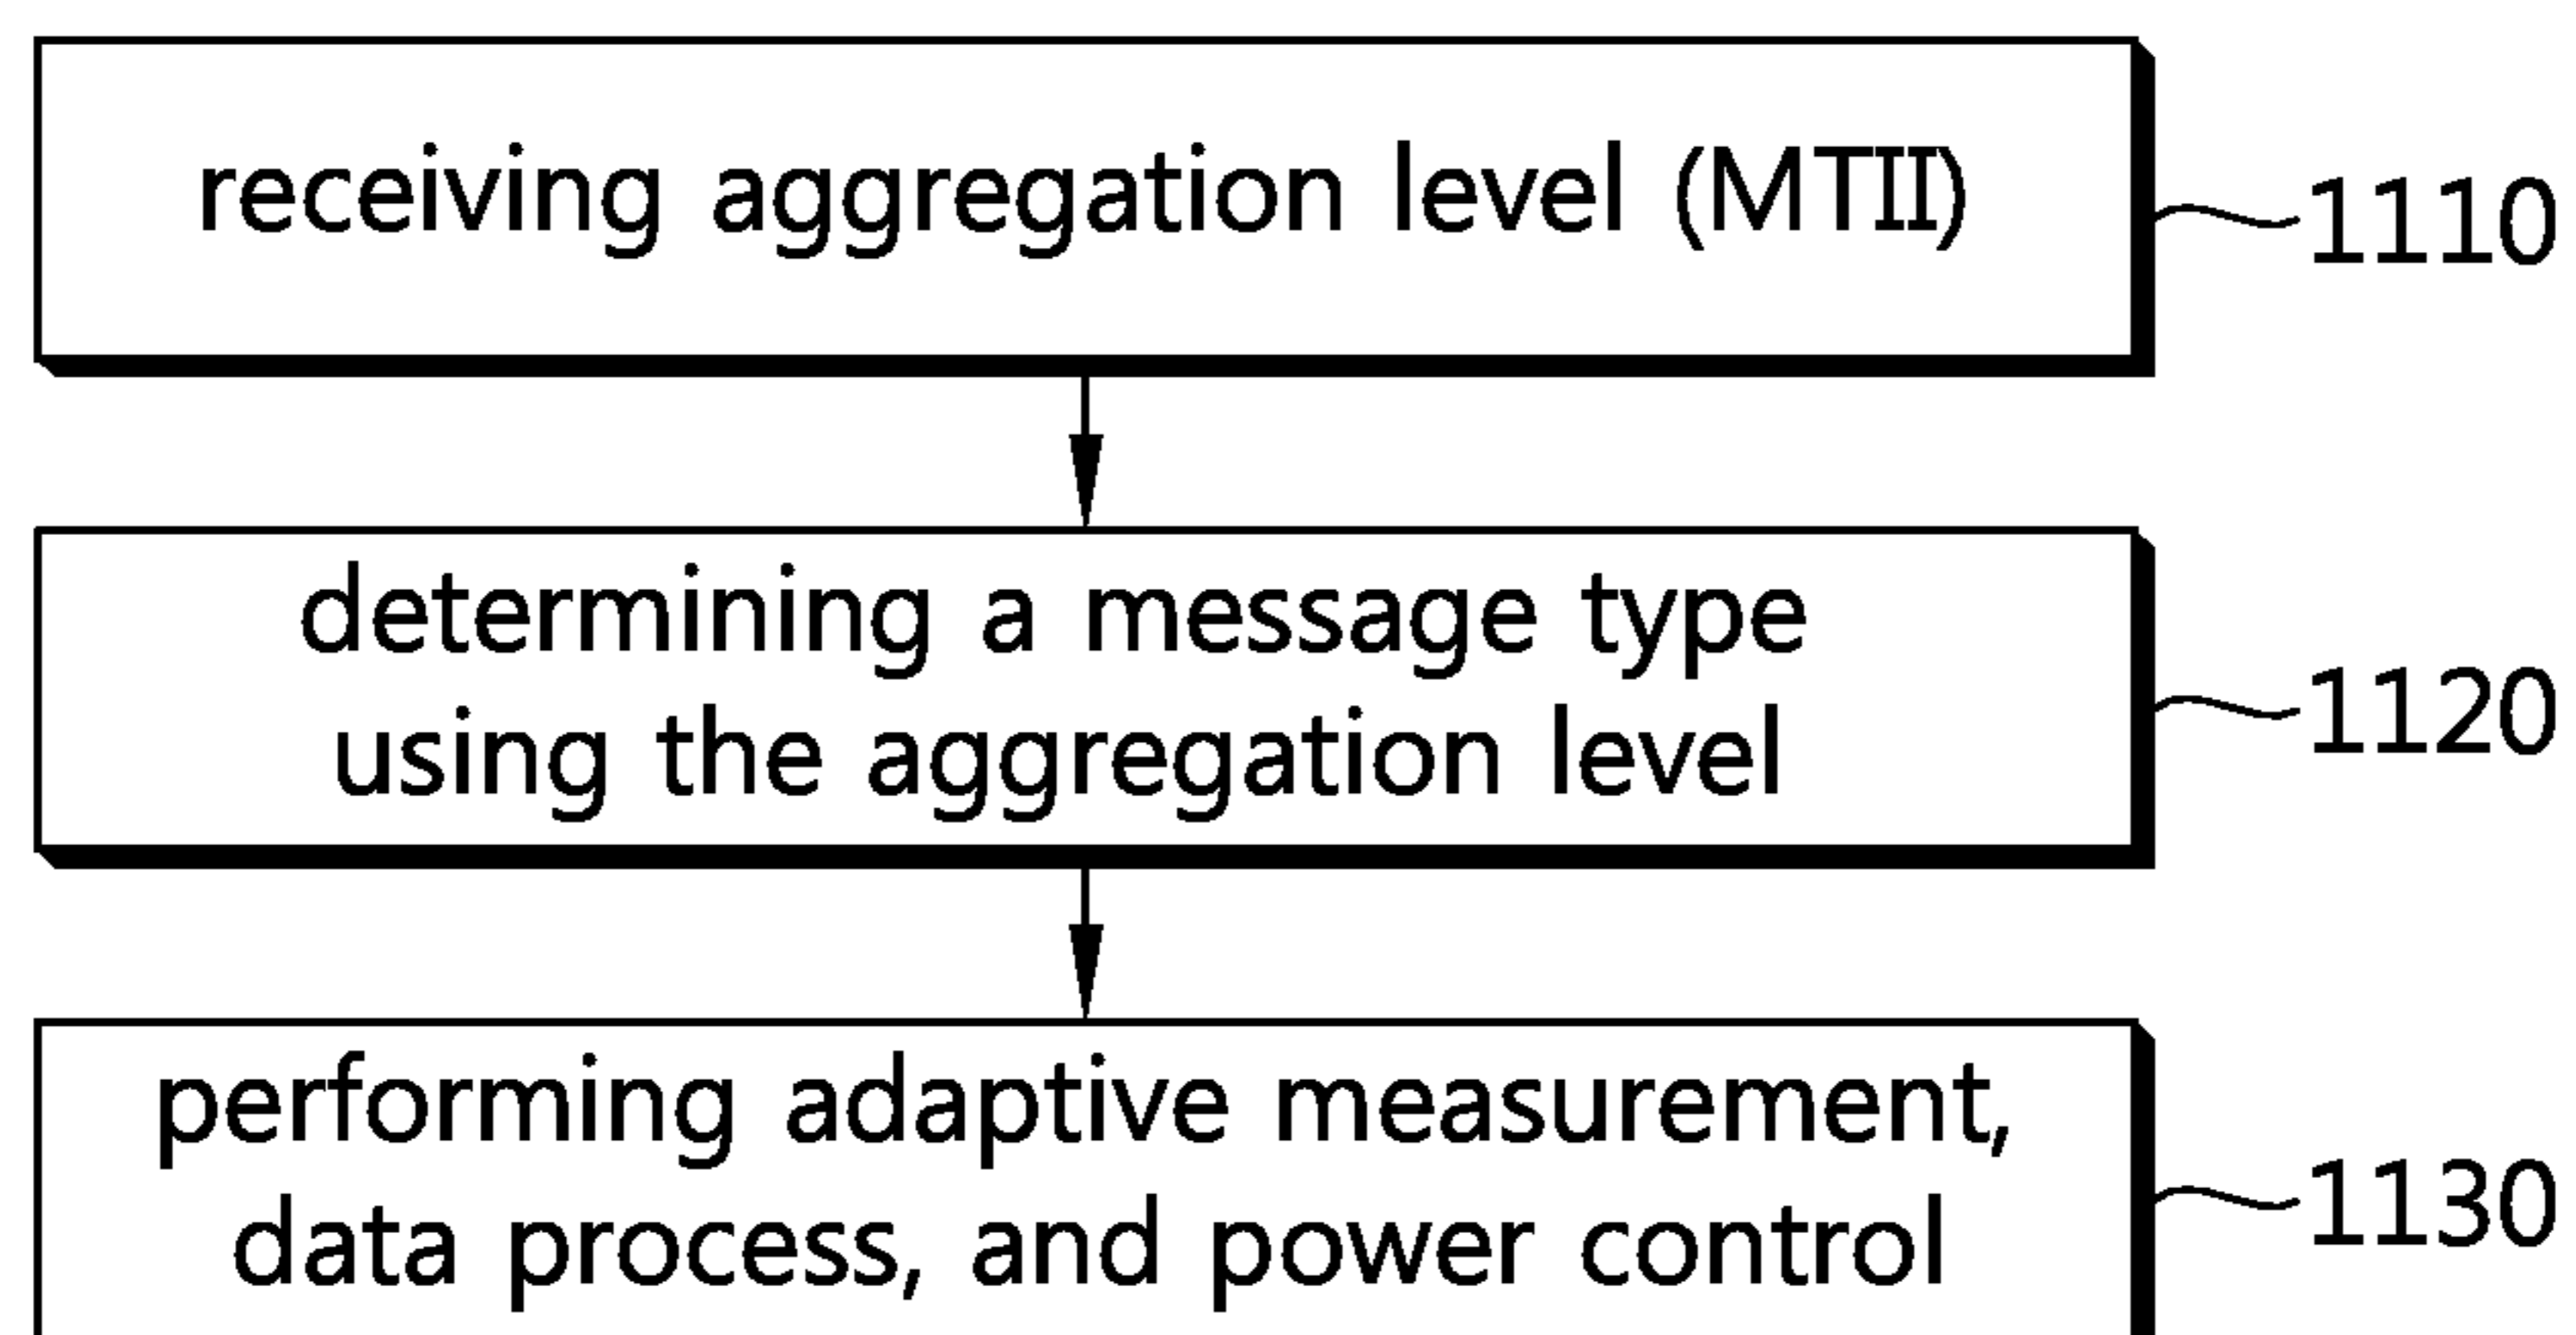 receiving aggregation level (MTII)
1110
determining a message type
using the aggregation level
1120
performing adaptive measurement,
data process, and power control
1130